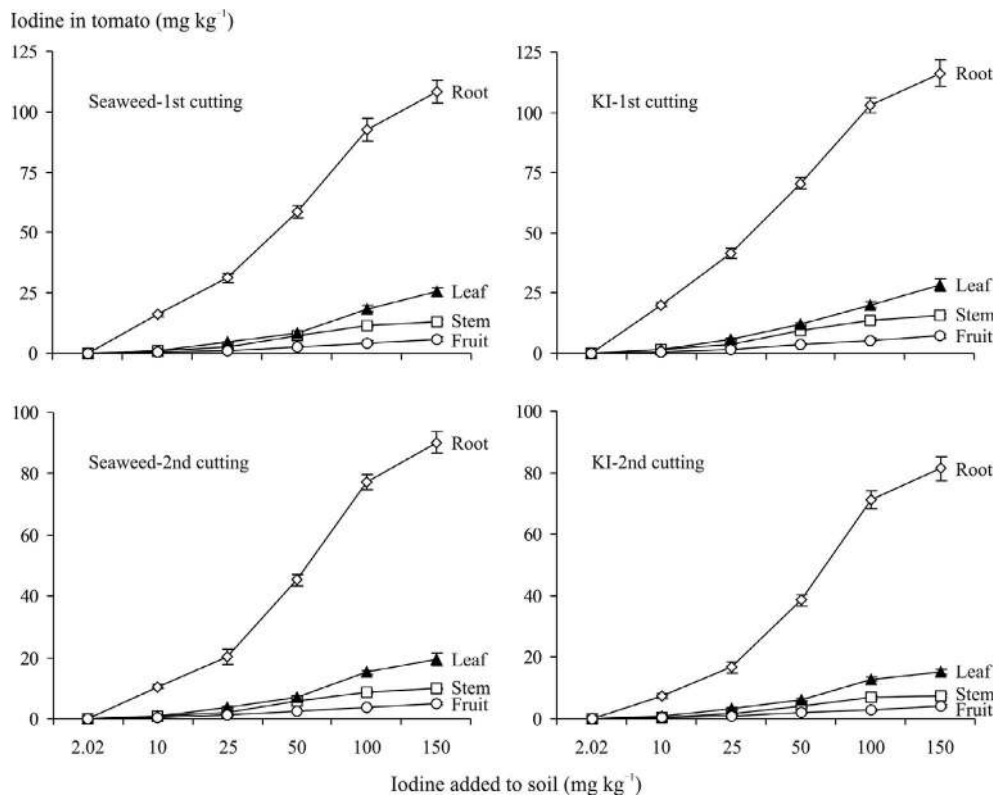 Iodine in tomato (mg kg⁻¹)
125
100
75
50
25
0
Seaweed-1st cutting
Root
Leaf
Stem
Fruit
125
100
75
50
25
0
KI-1st cutting
Root
Leaf
Stem
Fruit
100
80
60
40
20
0
Seaweed-2nd cutting
Root
Leaf
Stem
Fruit
2.02 10 25 50 100 150
100
80
60
40
20
0
KI-2nd cutting
Root
Leaf
Stem
Fruit
2.02 10 25 50 100 150
Iodine added to soil (mg kg⁻¹)